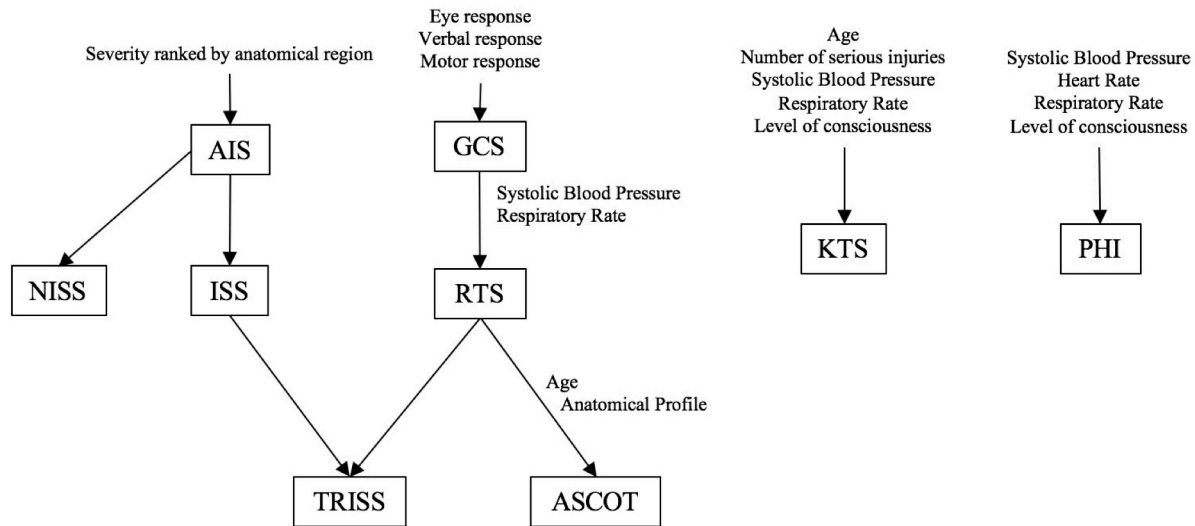 Severity ranked by anatomical region
Eye response
Verbal response
Motor response
Age
Number of serious injuries
Systolic Blood Pressure
Respiratory Rate
Level of consciousness
Systolic Blood Pressure
Heart Rate
Respiratory Rate
Level of consciousness
AIS
GCS
Systolic Blood Pressure
Respiratory Rate
KTS
PHI
NISS
ISS
RTS
Age
Anatomical Profile
TRISS
ASCOT